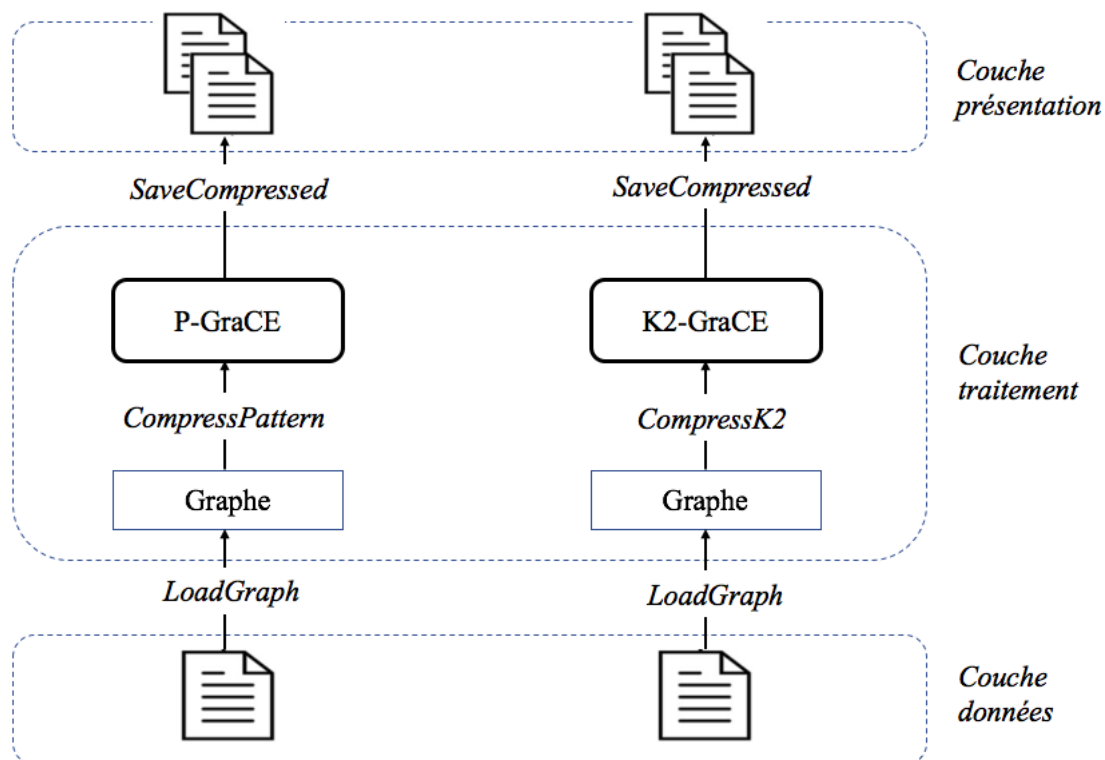 Couche
présentation
SaveCompressed
SaveCompressed
P-GraCE
K2-GraCE
Couche
traitement
CompressPattern
CompressK2
Graphe
Graphe
LoadGraph
LoadGraph
Couche
données